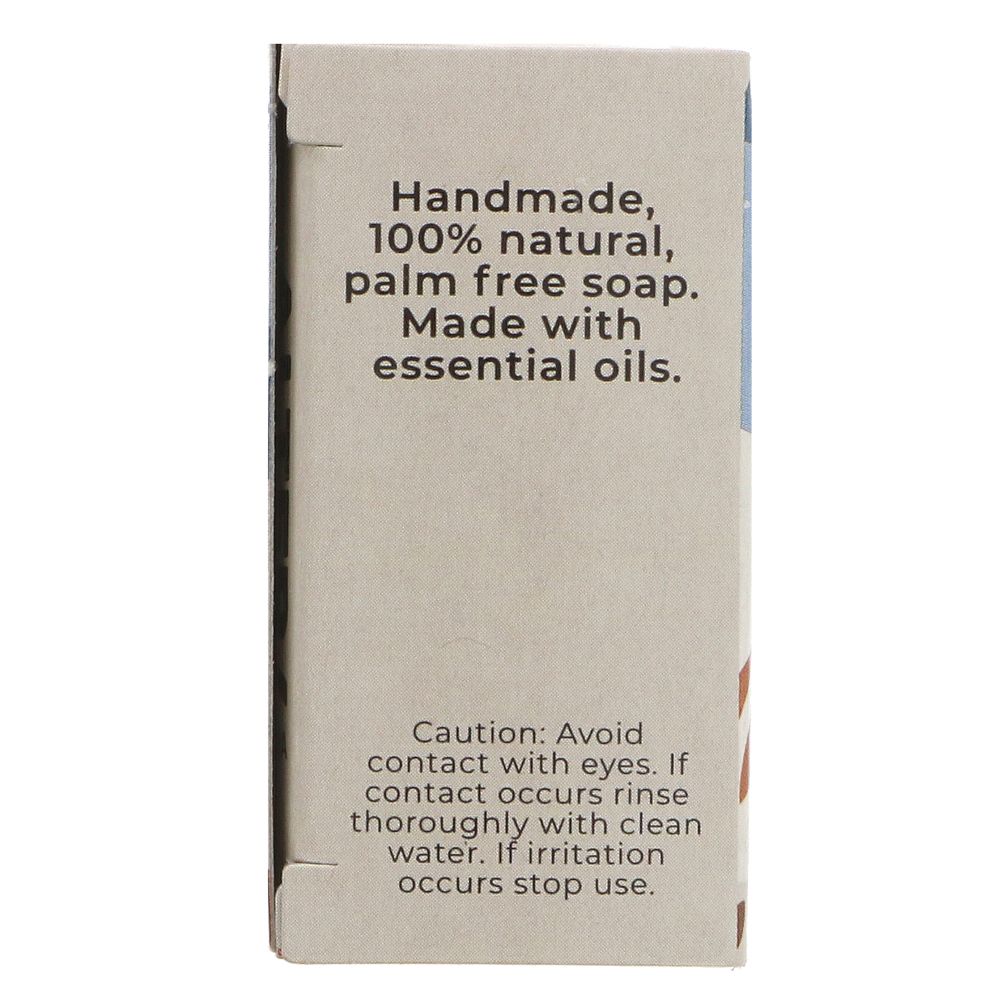 Handmade,
100% natural,
palm free soap.
Made with
essential oils.
Caution: Avoid
contact with eyes. If
contact occurs rinse
thoroughly with clean
water. If irritation
occurs stop use.